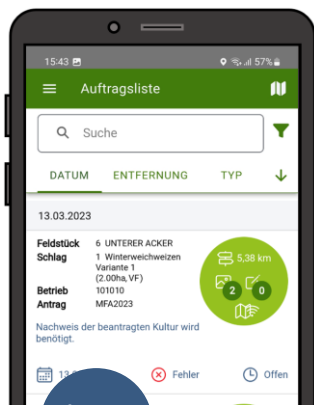 15:43 57%
Auftragsliste
Suche
DATUM ENTFERNUNG TYP
13.03.2023
Feldstück 6 UNTERER ACKER
Schlag 1 Winterweichweizen
Variante 1
(2.00ha, VF)
Betrieb 101010
Antrag MFA2023
5,38 km
2 0
Nachweis der beantragten Kultur wird
benötigt.
Fehler Offen